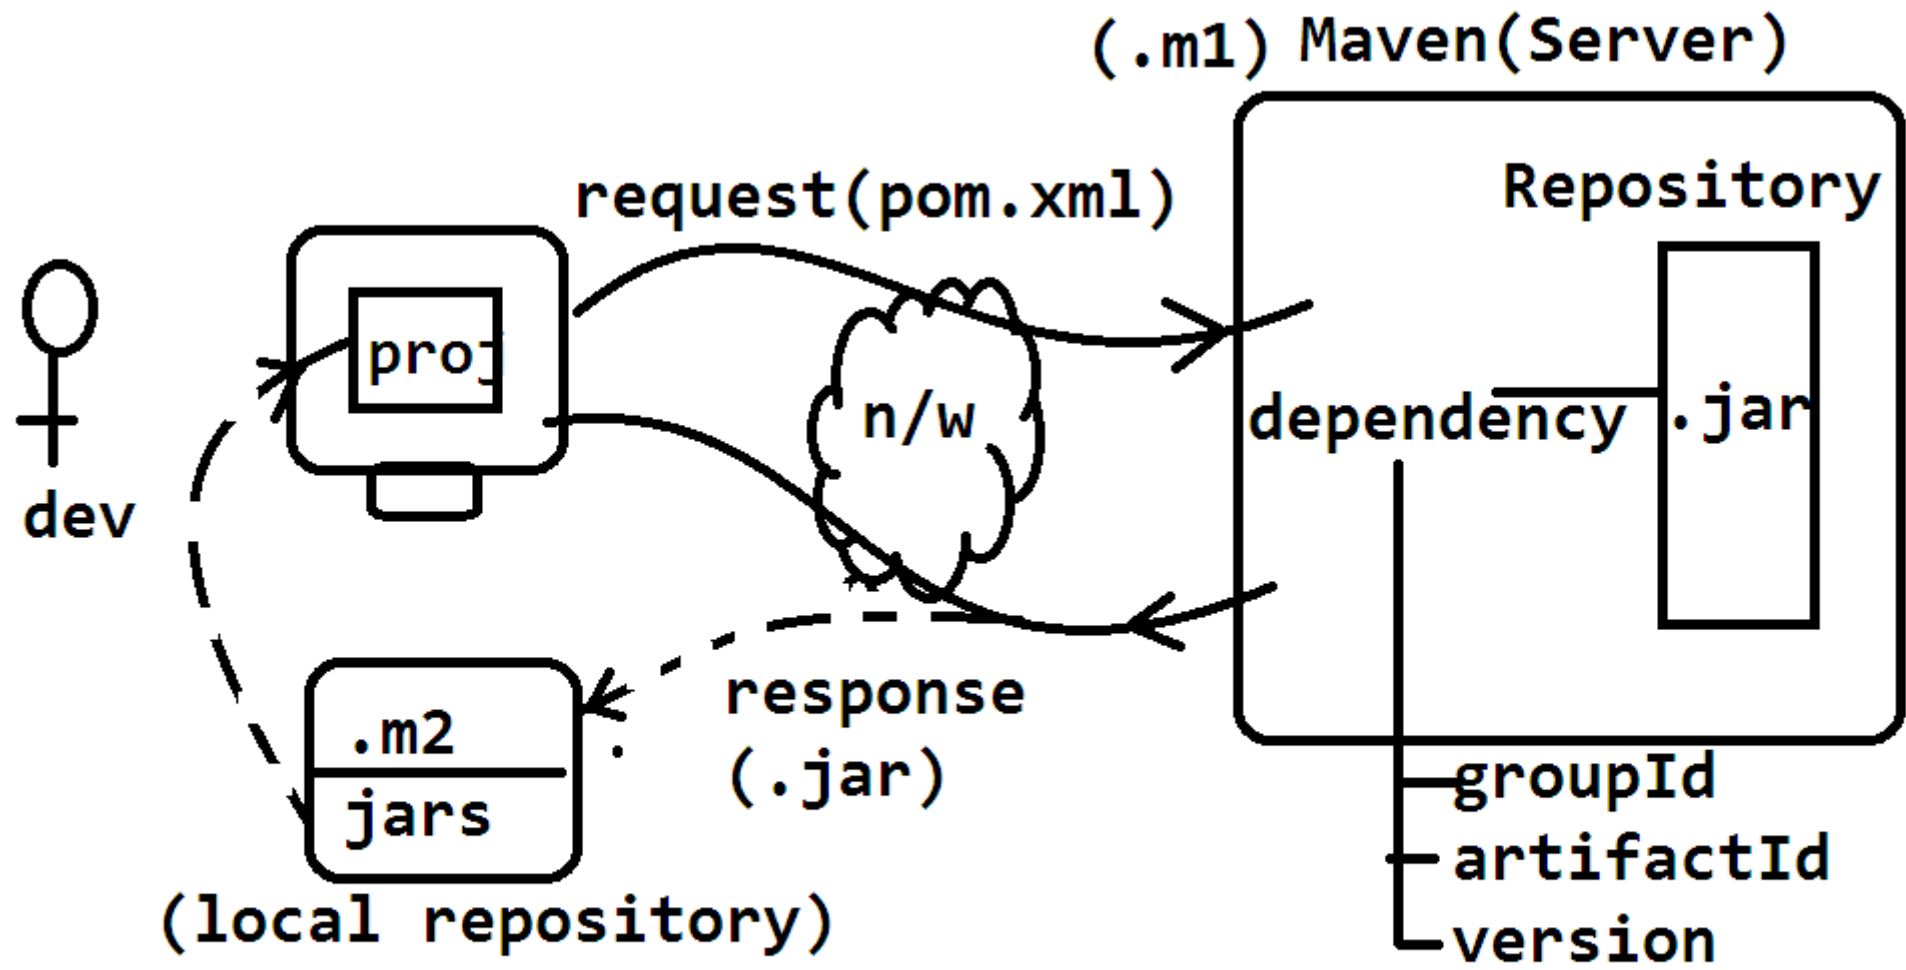 (.m1) Maven(Server)
Repository
request(pom.xml)
proj
n/w
dependency
.jar
dev
response
(.jar)
.m2
jars
(local repository)
groupId
artifactId
version